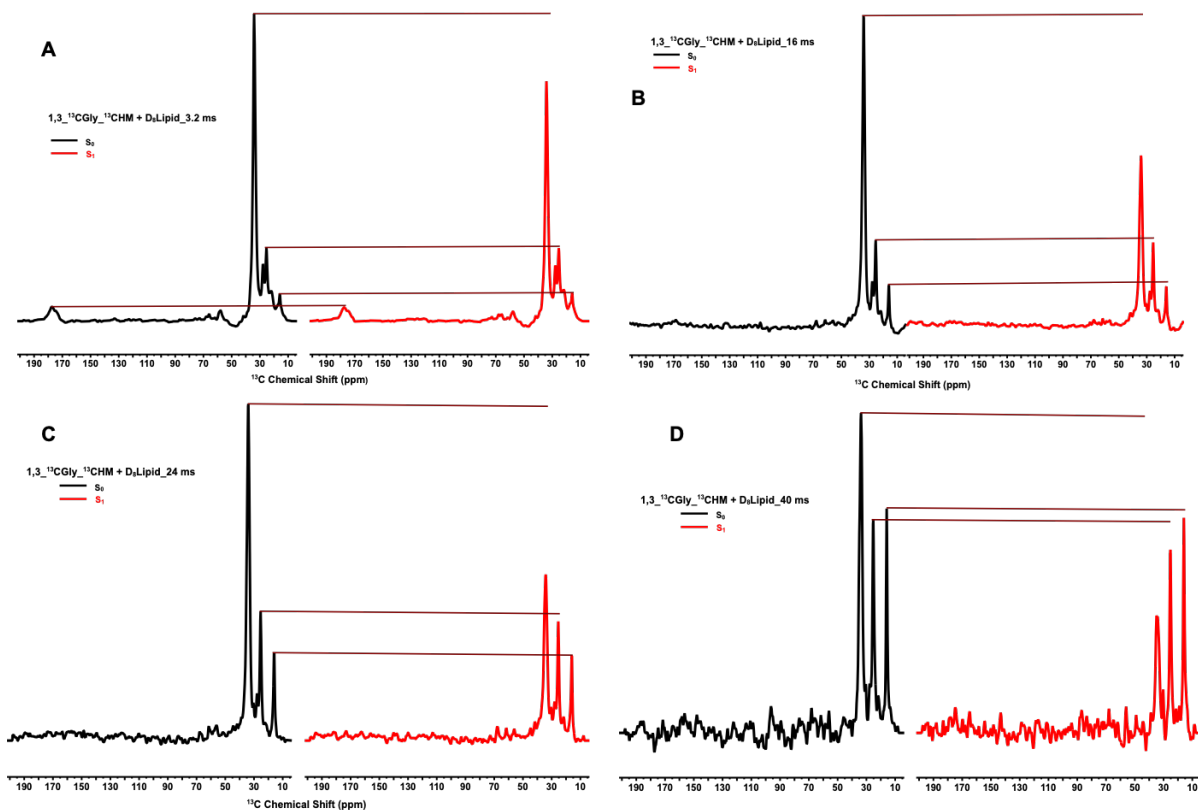 A
1,3_¹³CGly_¹³CHM + D₈Lipid_3.2 ms
S₀
S₁
190 170 150 130 110 90 70 50 30 10 190 170 150 130 110 90 70 50 30 10
¹³C Chemical Shift (ppm)
1,3_¹³CGly_¹³CHM + D₈Lipid_16 ms
S₀
S₁
B
190 170 150 130 110 90 70 50 30 10 190 170 150 130 110 90 70 50 30 10
¹³C Chemical Shift (ppm)
C
1,3_¹³CGly_¹³CHM + D₈Lipid_24 ms
S₀
S₁
190 170 150 130 110 90 70 50 30 10 190 170 150 130 110 90 70 50 30 10
¹³C Chemical Shift (ppm)
D
1,3_¹³CGly_¹³CHM + D₈Lipid_40 ms
S₀
S₁
190 170 150 130 110 90 70 50 30 10 190 170 150 130 110 90 70 50 30 10